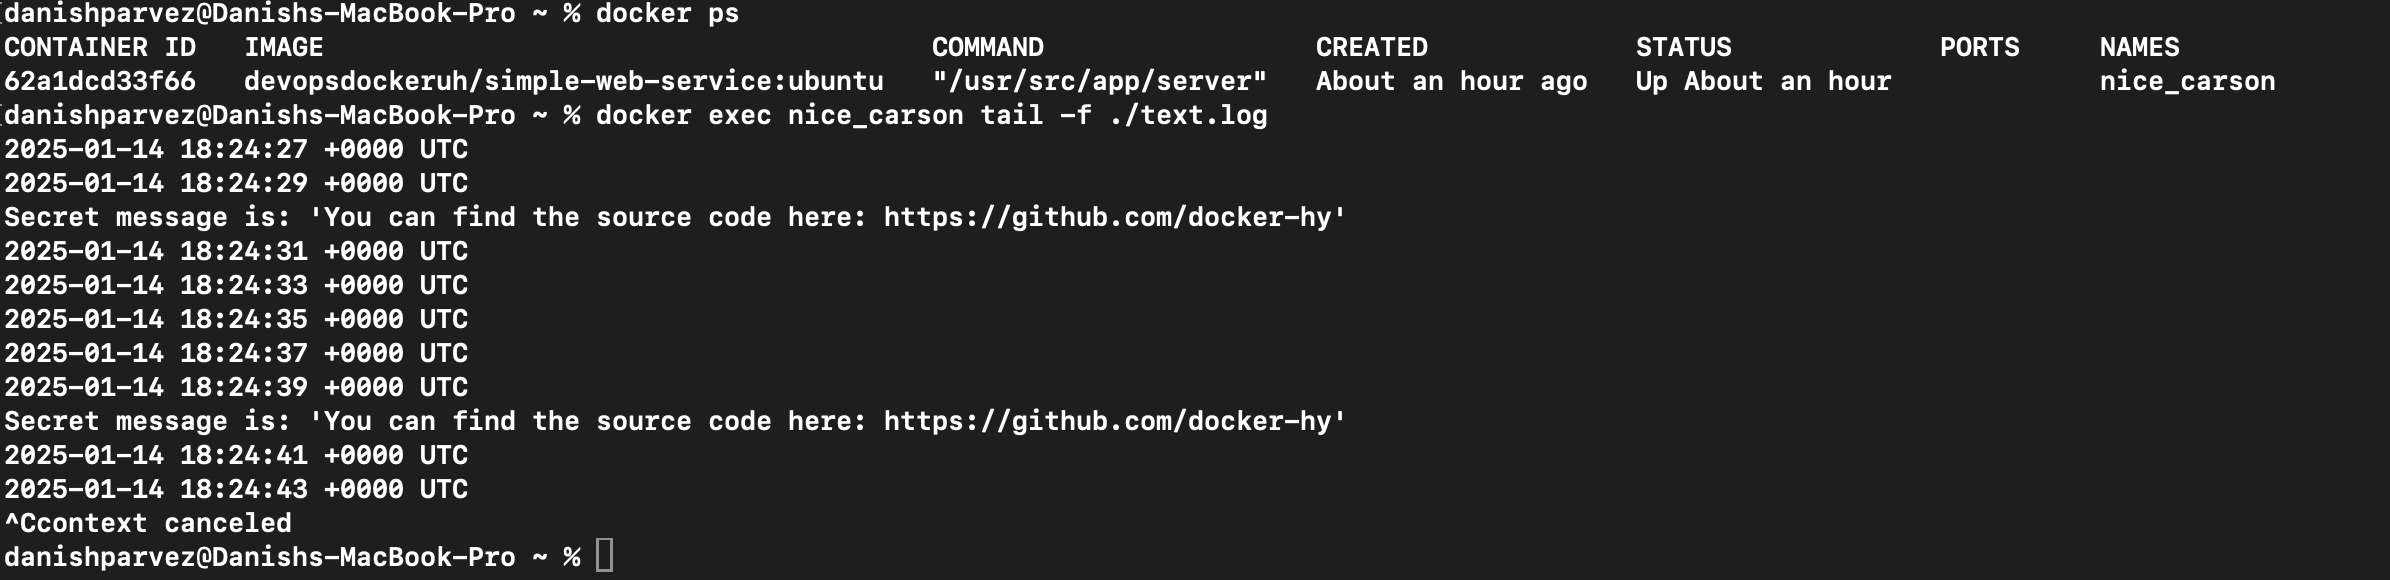 danishparvez@Danishs-MacBook-Pro ~ % docker ps
CONTAINER ID   IMAGE                                      COMMAND                 CREATED             STATUS             PORTS     NAMES
62a1dcd33f66   devopsdockeruh/simple-web-service:ubuntu   "/usr/src/app/server"   About an hour ago   Up About an hour             nice_carson
danishparvez@Danishs-MacBook-Pro ~ % docker exec nice_carson tail -f ./text.log
2025-01-14 18:24:27 +0000 UTC
2025-01-14 18:24:29 +0000 UTC
Secret message is: 'You can find the source code here: https://github.com/docker-hy'
2025-01-14 18:24:31 +0000 UTC
2025-01-14 18:24:33 +0000 UTC
2025-01-14 18:24:35 +0000 UTC
2025-01-14 18:24:37 +0000 UTC
2025-01-14 18:24:39 +0000 UTC
Secret message is: 'You can find the source code here: https://github.com/docker-hy'
2025-01-14 18:24:41 +0000 UTC
2025-01-14 18:24:43 +0000 UTC
^Ccontext canceled
danishparvez@Danishs-MacBook-Pro ~ %